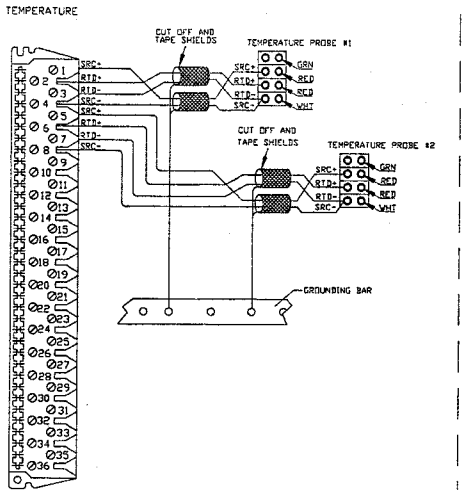 TEMPERATURE
CUT OFF AND
TAPE SHIELDS
TEMPERATURE PROBE #1
SRC+
RTD+
RTD-
SRC-
SRC+
RTD+
RTD-
SRC-
SRC+
RTD+
RTD-
SRC-
GRN
RED
RED
WHT
CUT OFF AND
TAPE SHIELDS
TEMPERATURE PROBE #2
SRC+
RTD+
RTD-
SRC-
GRN
RED
RED
WHT
GROUNDING BAR
1
2
3
4
5
6
7
8
9
10
11
12
13
14
15
16
17
18
19
20
21
22
23
24
25
26
27
28
29
30
31
32
33
34
35
36